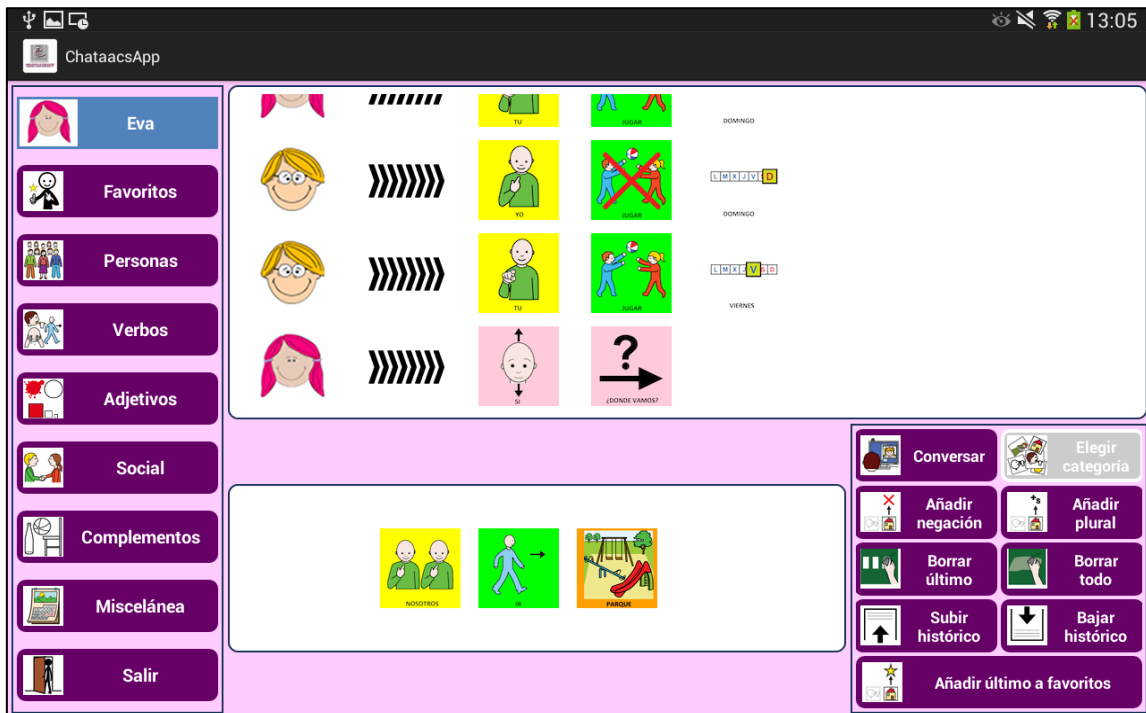 13:05
ChataacsApp
Eva
Favoritos
Personas
Verbos
Adjetivos
Social
Complementos
Miscelánea
Salir
TU JUGAR DOMINGO
L M X J V S D
YO JUGAR DOMINGO
L M X J V S D
TU JUGAR VIERNES
?
SI ¿DONDE VAMOS?
NOSOTROS IR PARQUE
Conversar
Elegir
categoría
Añadir
negación
+s
Añadir
plural
Borrar
último
Borrar
todo
Subir
histórico
Bajar
histórico
Añadir último a favoritos